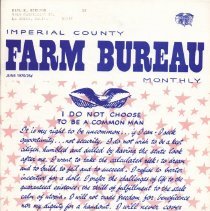 IMPERIAL COUNTY
FARM BUREAU
MONTHLY
JUNE 1970/25¢
I DO NOT CHOOSE
TO BE A COMMON MAN
It is my right to be uncommon... if I can. I seek
opportunity... not security. I do not wish to be a kept
citizen, humbled and dulled by having the state look
after me. I want to take the calculated risk; to dream
and to build, to fail and to succeed. I refuse to barter
incentive for a dole. I prefer the challenges of life to the
guaranteed existence; the thrill of fulfillment to the stale
calm of utopia. I will not trade freedom for beneficence
nor my dignity for a handout. I will never cower